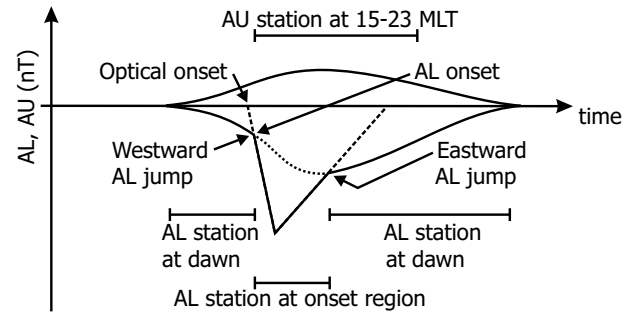 AU station at 15-23 MLT
Optical onset
AL onset
AL, AU (nT)
time
Westward
AL jump
Eastward
AL jump
AL station
at dawn
AL station
at dawn
AL station at onset region